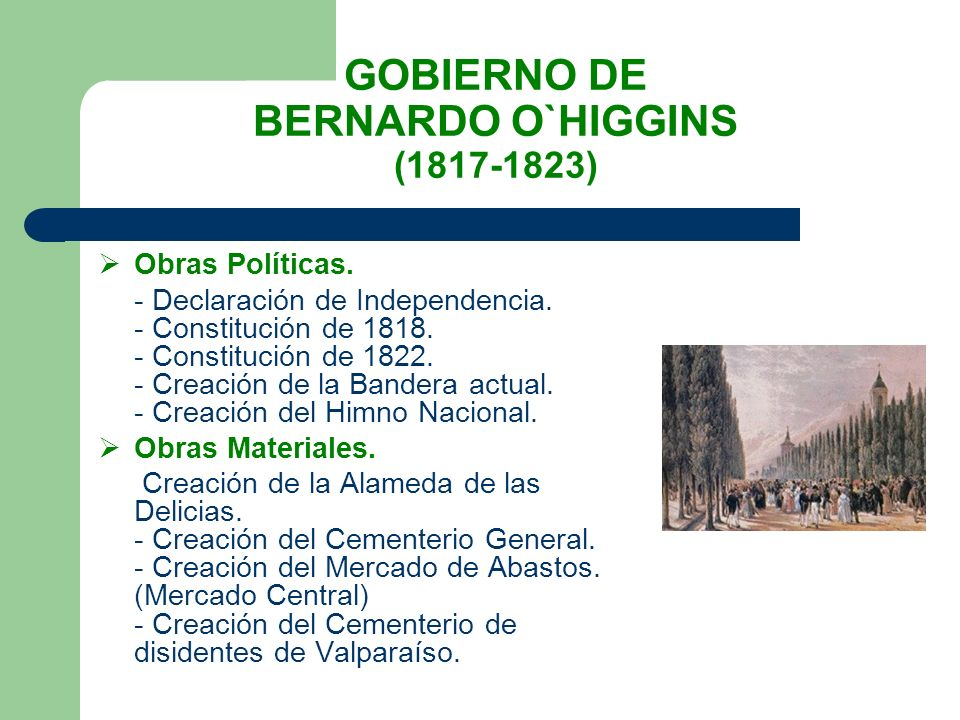 GOBIERNO DE
BERNARDO O`HIGGINS
(1817-1823)
➢ Obras Políticas.
- Declaración de Independencia.
- Constitución de 1818.
- Constitución de 1822.
- Creación de la Bandera actual.
- Creación del Himno Nacional.
➢ Obras Materiales.
Creación de la Alameda de las
Delicias.
- Creación del Cementerio General.
- Creación del Mercado de Abastos.
(Mercado Central)
- Creación del Cementerio de
disidentes de Valparaíso.